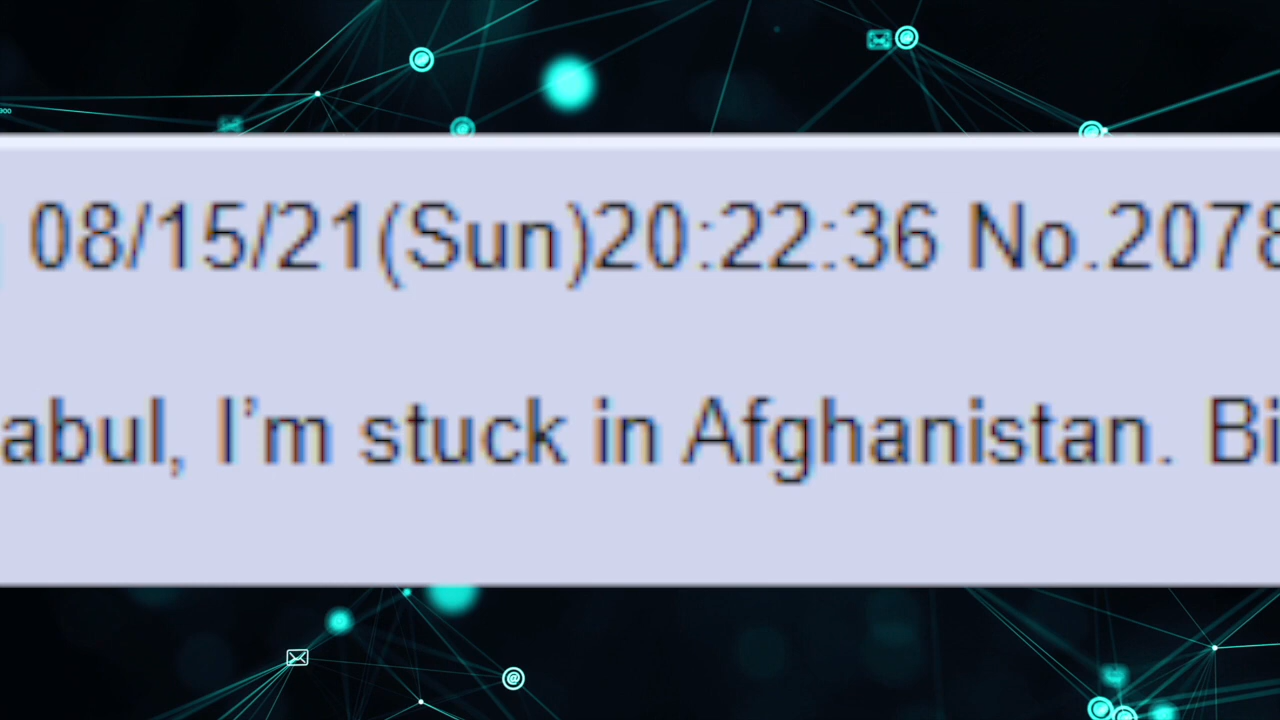 08/15/21(Sun)20:22:36 No.2078
abul, I'm stuck in Afghanistan. Bi